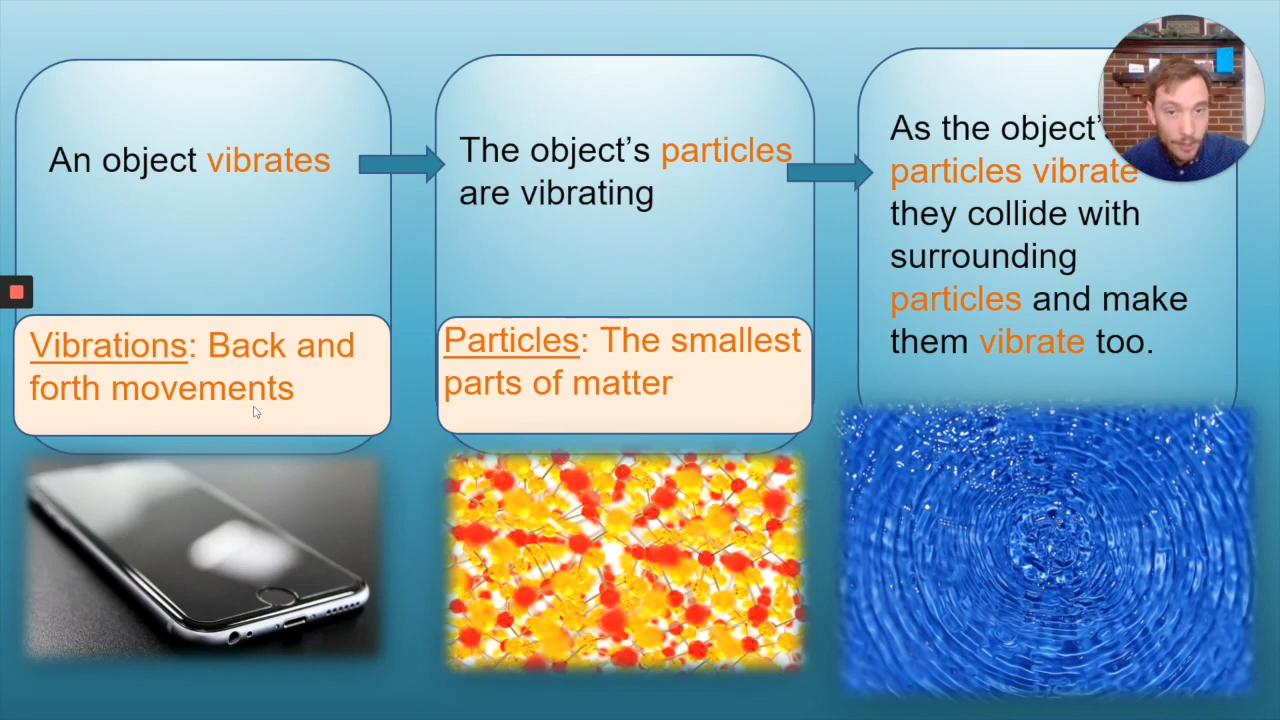 An object vibrates
Vibrations: Back and
forth movements
The object's particles
are vibrating
Particles: The smallest
parts of matter
As the object'
particles vibrate
they collide with
surrounding
particles and make
them vibrate too.